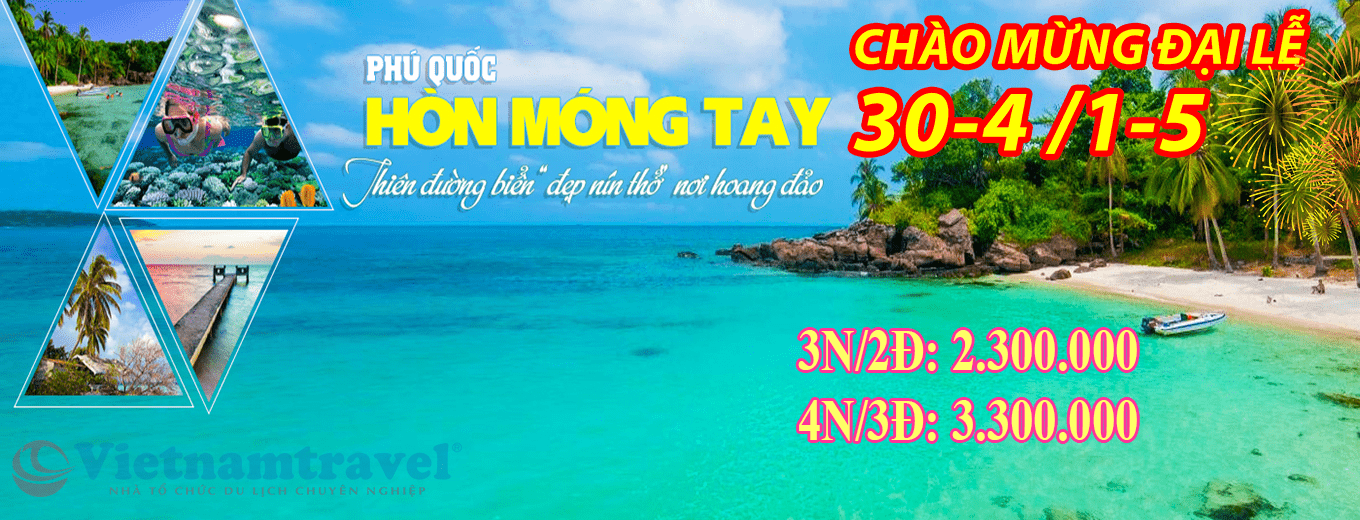 PHÚ QUỐC
HÒN MÓNG TAY
Thiên đường biển "đẹp nín thở" nơi hoang đảo
CHÀO MỪNG ĐẠI LỄ
30-4 /1-5
3N/2Đ: 2.300.000
4N/3Đ: 3.300.000
Vietnamtravel®
NHÀ TỔ CHỨC DU LỊCH CHUYÊN NGHIỆP